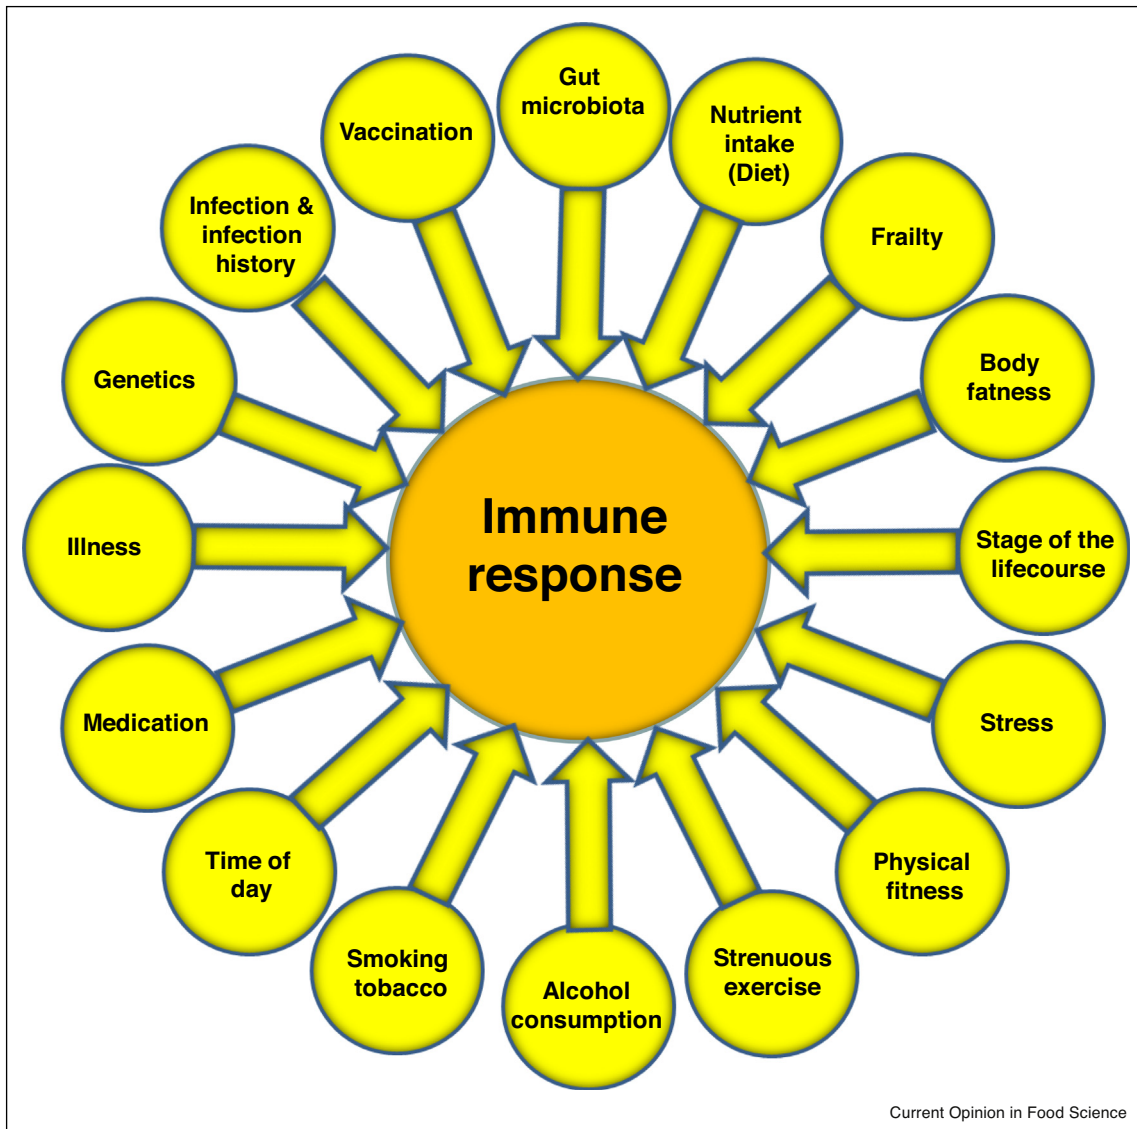 Gut
microbiota
Nutrient
intake
(Diet)
Frailty
Body
fatness
Stage of the
lifecourse
Stress
Physical
fitness
Strenuous
exercise
Alcohol
consumption
Smoking
tobacco
Time of
day
Medication
Illness
Genetics
Infection &
infection
history
Vaccination
Immune
response
Current Opinion in Food Science